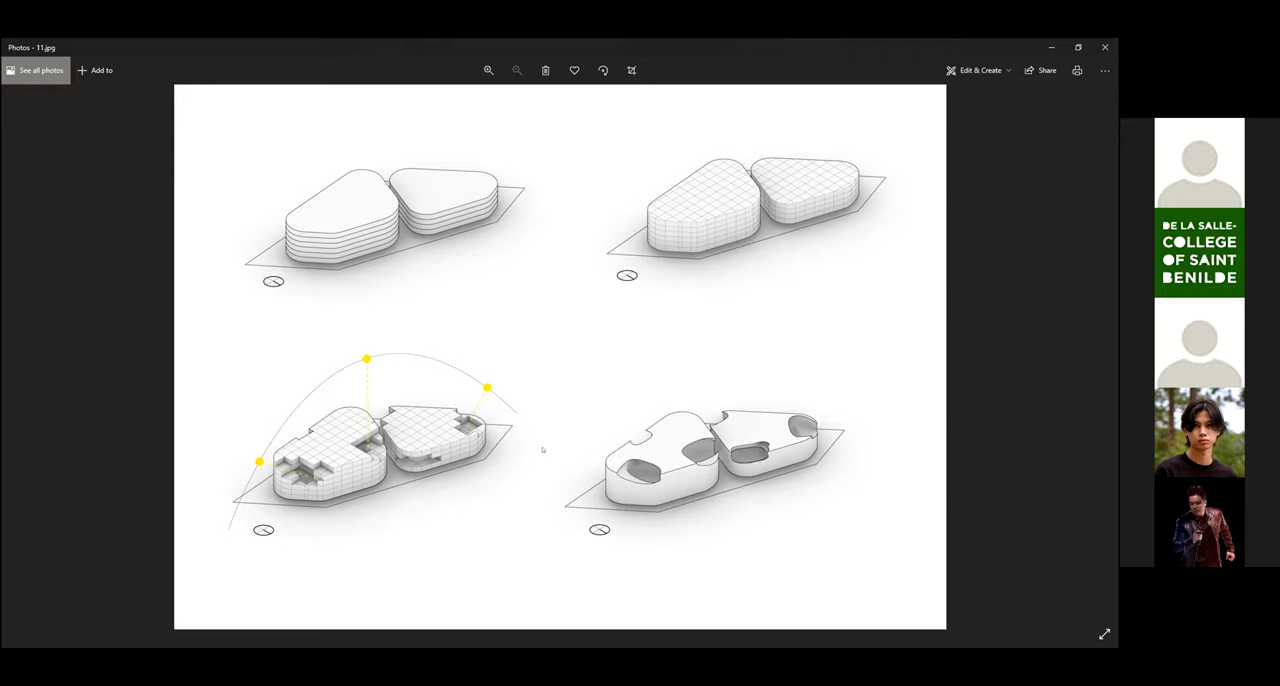 Photos - 11.jpg
See all photos
Add to
Edit & Create
Share
DE LA SALLE-
COLLEGE
OF SAINT
BENILDE